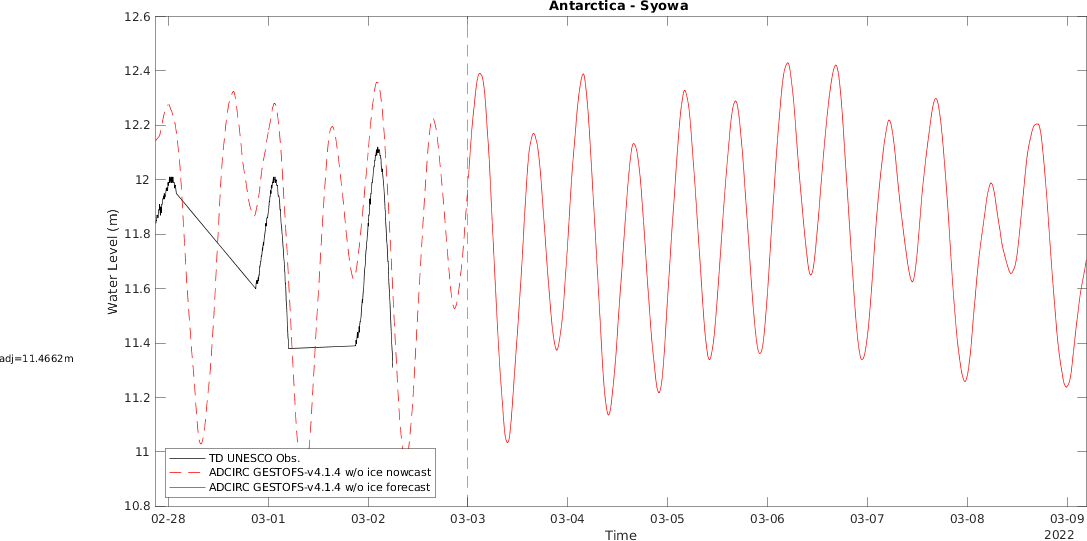 Antarctica - Syowa
12.6
12.4
12.2
12
11.8
11.6
11.4
11.2
11
10.8
Water Level (m)
adj=11.4662m
TD UNESCO Obs.
ADCIRC GESTOFS-v4.1.4 w/o ice nowcast
ADCIRC GESTOFS-v4.1.4 w/o ice forecast
02-28 03-01 03-02 03-03 03-04 03-05 03-06 03-07 03-08 03-09
Time
2022